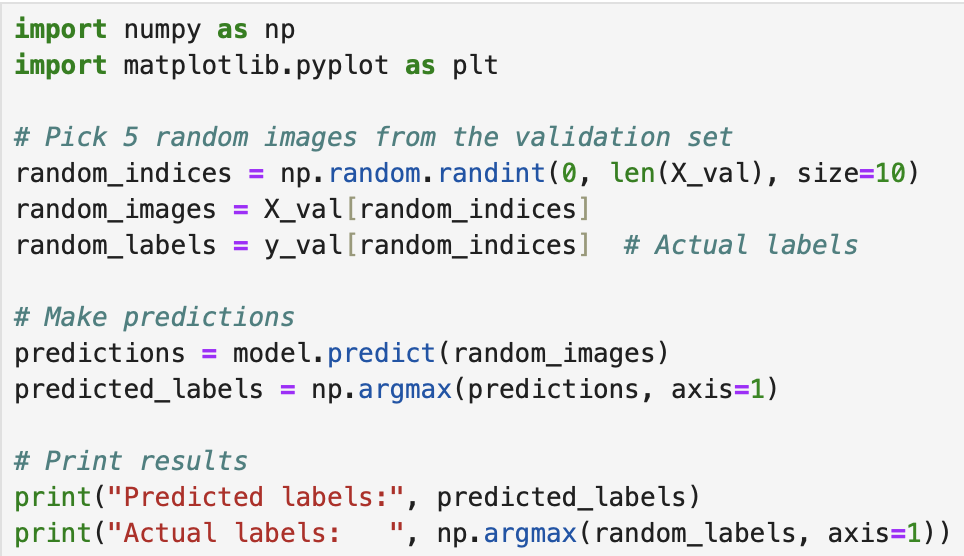 import numpy as np
import matplotlib.pyplot as plt

# Pick 5 random images from the validation set
random_indices = np.random.randint(0, len(X_val), size=10)
random_images = X_val[random_indices]
random_labels = y_val[random_indices]  # Actual labels

# Make predictions
predictions = model.predict(random_images)
predicted_labels = np.argmax(predictions, axis=1)

# Print results
print("Predicted labels:", predicted_labels)
print("Actual labels:   ", np.argmax(random_labels, axis=1))